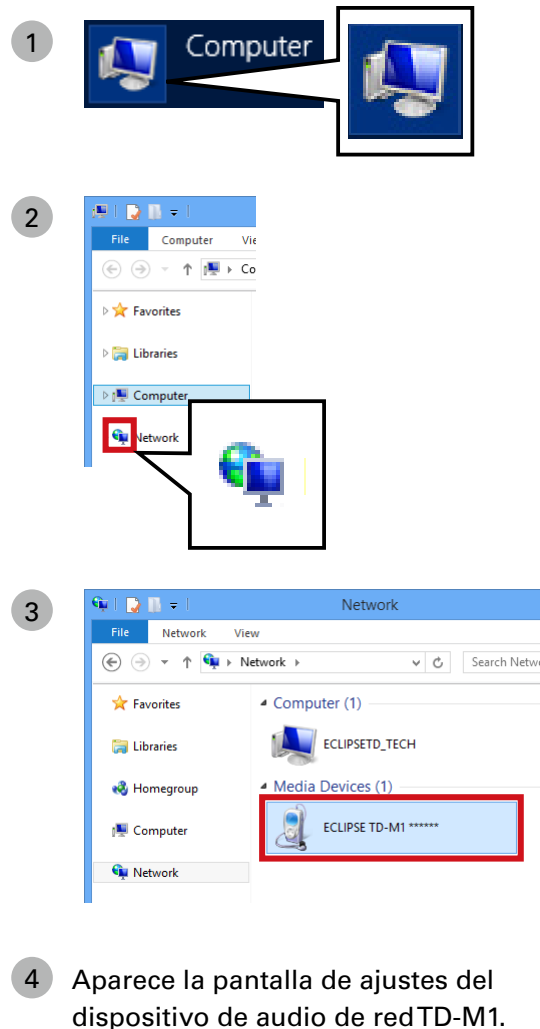 1
Computer
2
File Computer Vie
Co
Favorites
Libraries
Computer
Network
3
Network
File Network View
Network Search Netwo
Favorites
Computer (1)
Libraries
ECLIPSETD_TECH
Homegroup
Media Devices (1)
Computer
ECLIPSE TD-M1 ******
Network
4 Aparece la pantalla de ajustes del
dispositivo de audio de red TD-M1.